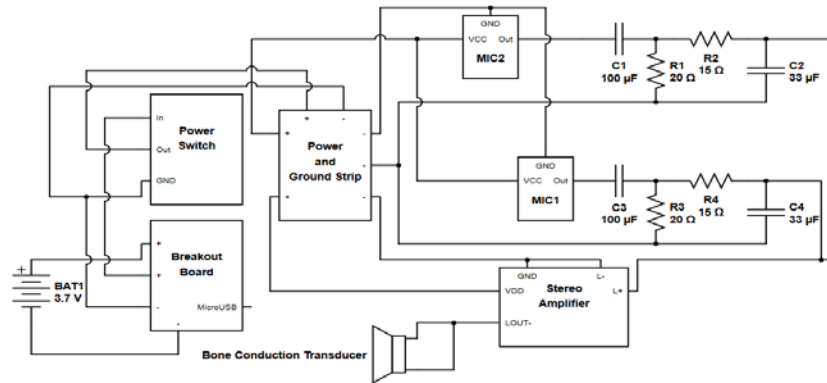 GND
VCC Out
MIC2
C1
100 µF
R1
20 Ω
R2
15 Ω
C2
33 µF
In
Power
Switch
Out
GND
+ -
+ -
Power
and
Ground Strip
-
+ -
GND
VCC Out
MIC1
C3
100 µF
R3
20 Ω
R4
15 Ω
C4
33 µF
+
BAT1
3.7 V
+
Breakout
Board
+
- MicroUSB
-
GND L-
Stereo
Amplifier
VDD L+
LOUT-
Bone Conduction Transducer